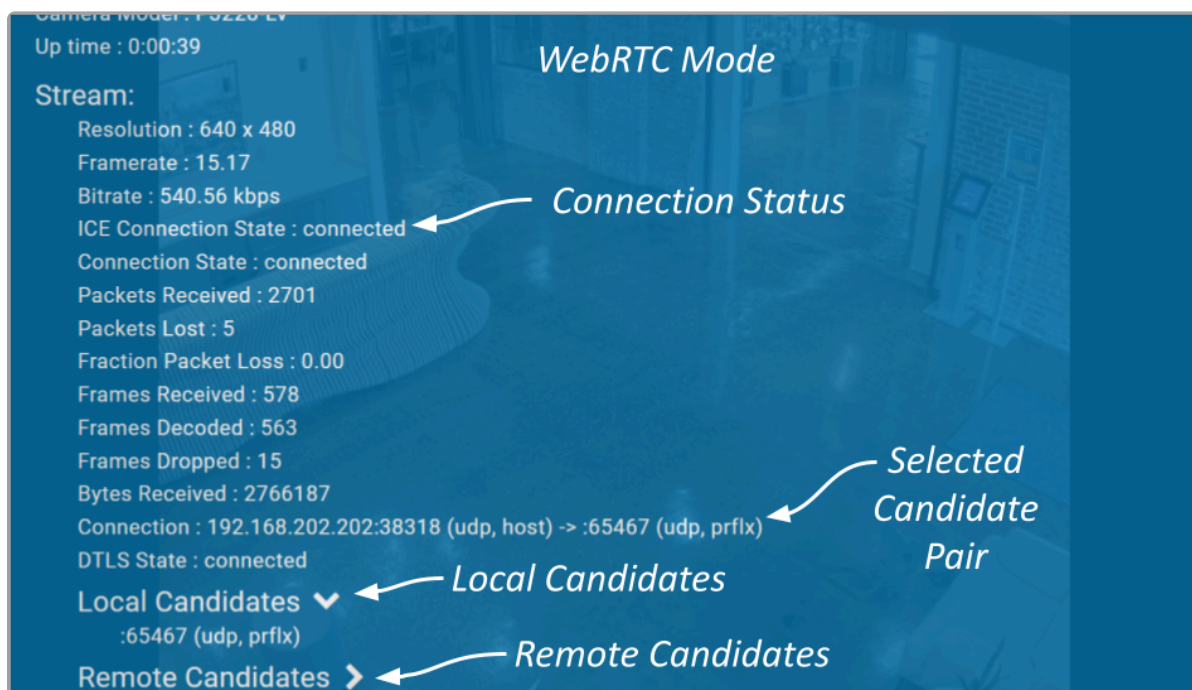 Camera Model : P3228-LV
Up time : 0:00:39
WebRTC Mode
Stream:
Resolution : 640 x 480
Framerate : 15.17
Bitrate : 540.56 kbps
Connection Status
ICE Connection State : connected
Connection State : connected
Packets Received : 2701
Packets Lost : 5
Fraction Packet Loss : 0.00
Frames Received : 578
Frames Decoded : 563
Frames Dropped : 15
Bytes Received : 2766187
Connection : 192.168.202.202:38318 (udp, host) -> :65467 (udp, prflx)
Selected
Candidate
Pair
DTLS State : connected
Local Candidates
Local Candidates
:65467 (udp, prflx)
Remote Candidates
Remote Candidates